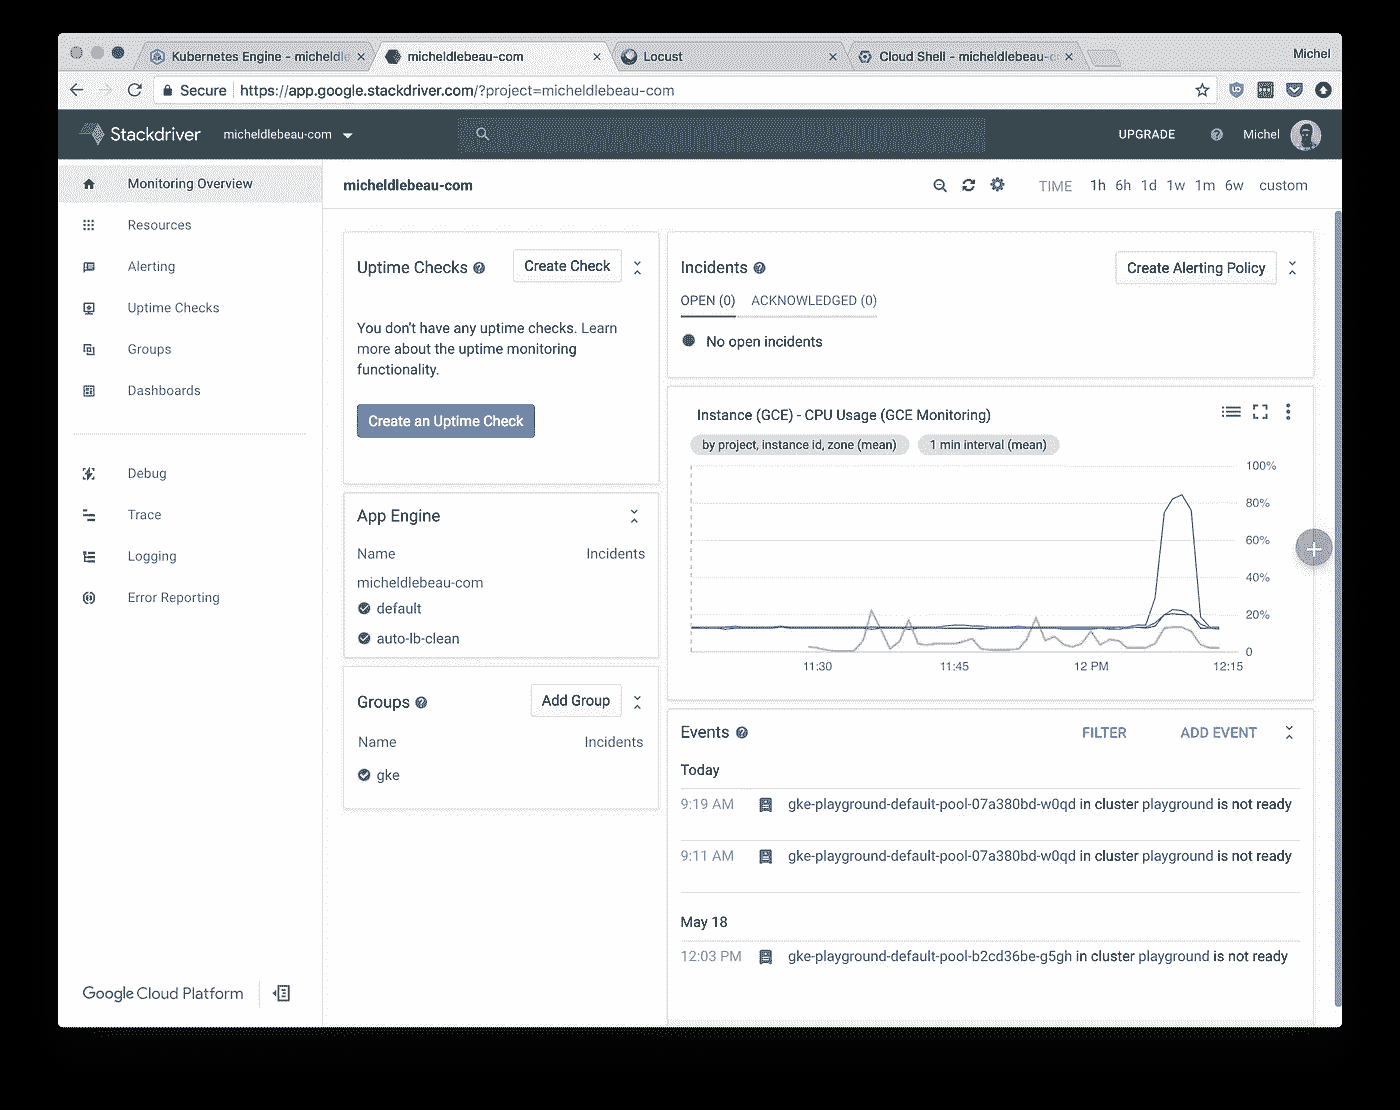 Kubernetes Engine - micheldle
micheldlebeau-com
Locust
Cloud Shell - micheldlebeau-c
Michel
Secure
https://app.google.stackdriver.com/?project=micheldlebeau-com
Stackdriver
micheldlebeau-com
UPGRADE
Michel
Monitoring Overview
Resources
Alerting
Uptime Checks
Groups
Dashboards
Debug
Trace
Logging
Error Reporting
Google Cloud Platform
micheldlebeau-com
TIME 1h 6h 1d 1w 1m 6w custom
Uptime Checks
Create Check
You don't have any uptime checks. Learn
more about the uptime monitoring
functionality.
Create an Uptime Check
App Engine
Name Incidents
micheldlebeau-com
default
auto-lb-clean
Groups
Add Group
Name Incidents
gke
Incidents
Create Alerting Policy
OPEN (0) ACKNOWLEDGED (0)
No open incidents
Instance (GCE) - CPU Usage (GCE Monitoring)
by project, instance id, zone (mean)
1 min interval (mean)
100%
80%
60%
40%
20%
0
11:30 11:45 12 PM 12:15
Events
FILTER ADD EVENT
Today
9:19 AM gke-playground-default-pool-07a380bd-w0qd in cluster playground is not ready
9:11 AM gke-playground-default-pool-07a380bd-w0qd in cluster playground is not ready
May 18
12:03 PM gke-playground-default-pool-b2cd36be-g5gh in cluster playground is not ready